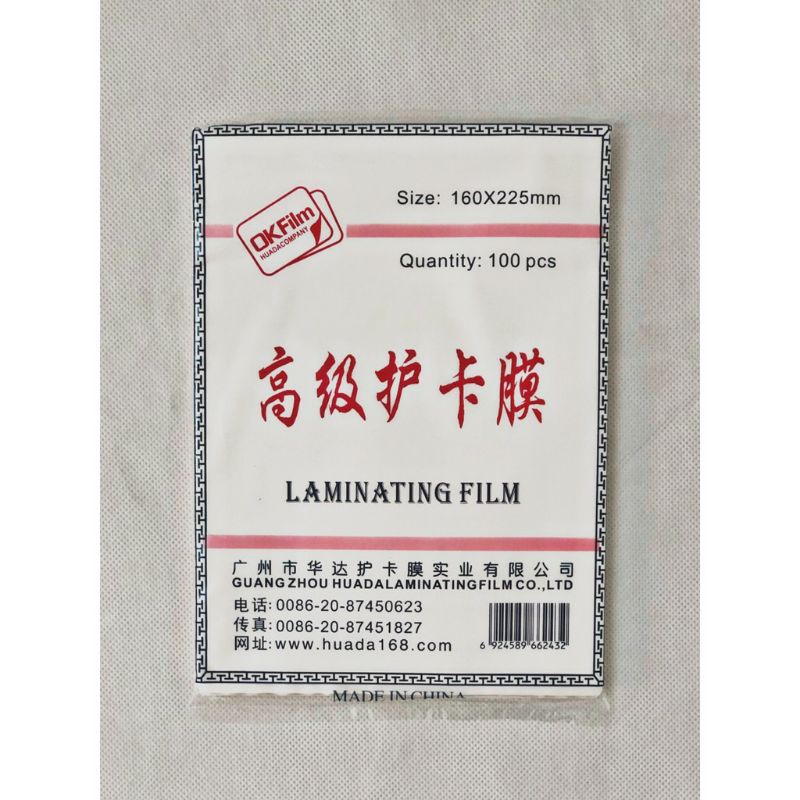 Size: 160X225mm
OKFilm
HUADACOMPANY
Quantity: 100 pcs
高级护卡膜
LAMINATING FILM
广州市华达护卡膜实业有限公司
GUANGZHOU HUADALAMINATINGFILM CO.,LTD
电话: 0086-20-87450623
传真: 0086-20-87451827
网址: www.huada168.com
6 924589 662432
MADE IN CHINA